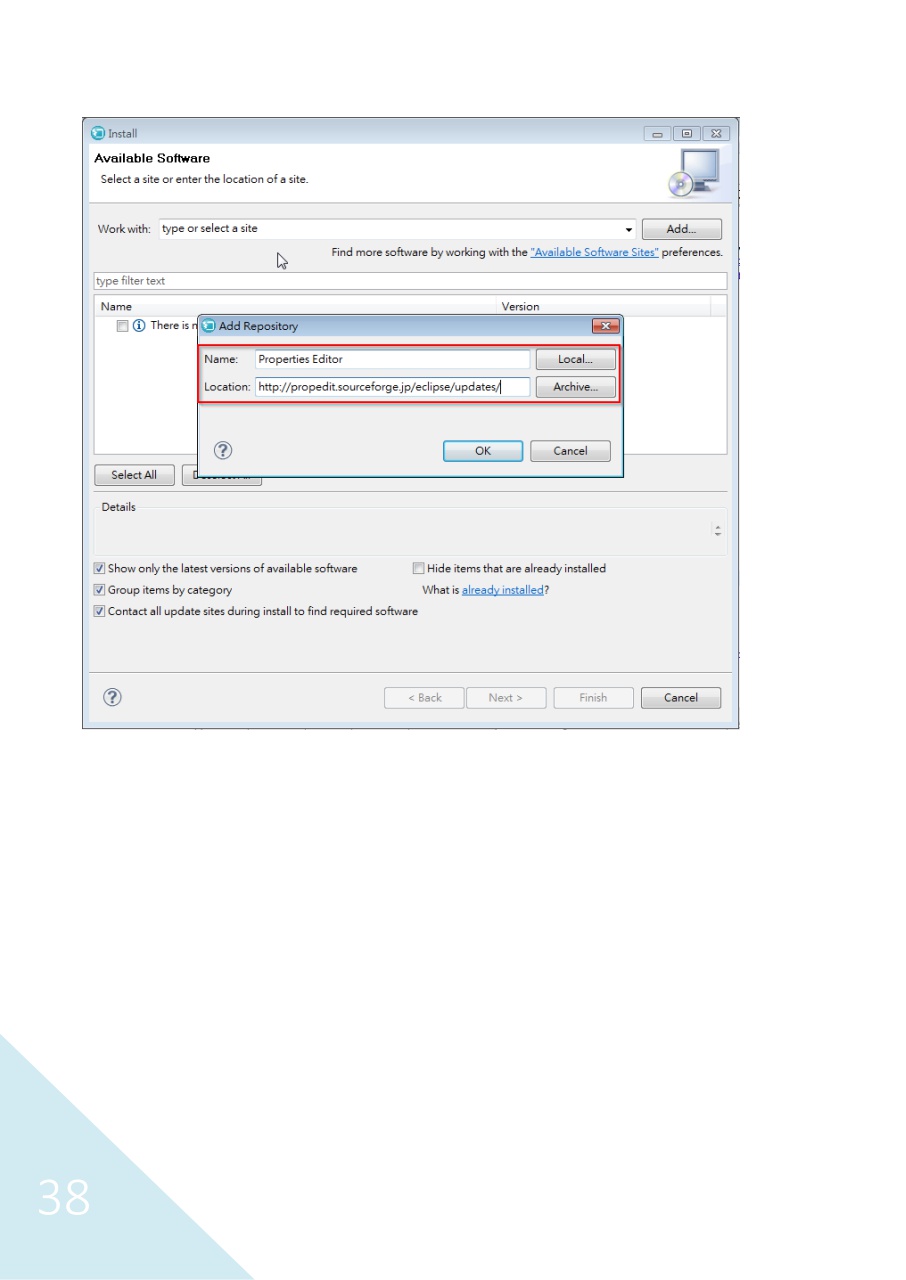 Install
Available Software
Select a site or enter the location of a site.
Work with: type or select a site Add...
Find more software by working with the "Available Software Sites" preferences.
type filter text
Name Version
There is
Add Repository
Name: Properties Editor Local...
Location: http://propedit.sourceforge.jp/eclipse/updates/ Archive...
OK Cancel
Select All
Details
Show only the latest versions of available software Hide items that are already installed
Group items by category What is already installed?
Contact all update sites during install to find required software
< Back Next > Finish Cancel
38